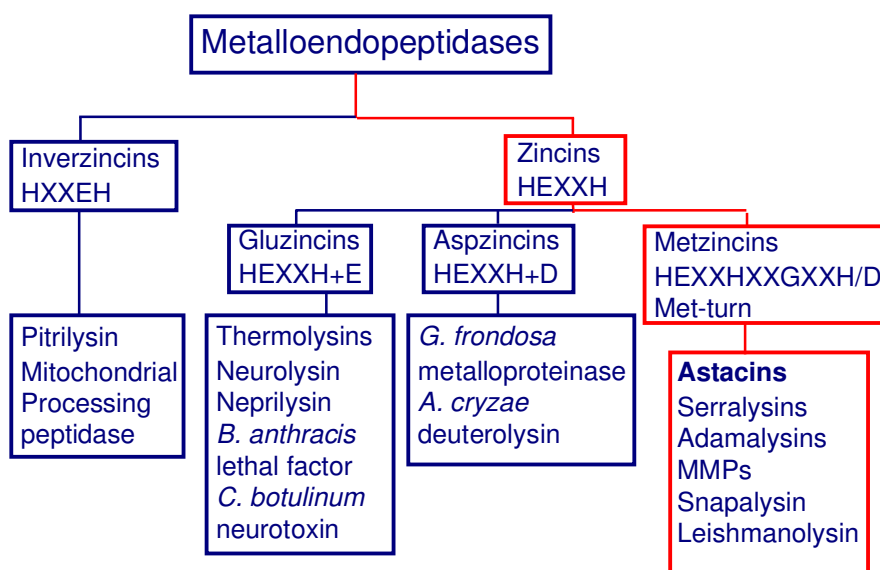 Metalloendopeptidases
Inverzincins
HXXEH
Zincins
HEXXH
Gluzincins
HEXXH+E
Aspzincins
HEXXH+D
Metzincins
HEXXHXXGXXH/D
Met-turn
Pitrilysin
Mitochondrial
Processing
peptidase
Thermolysins
Neurolysin
Neprilysin
B. anthracis
lethal factor
C. botulinum
neurotoxin
G. frondosa
metalloproteinase
A. cryzae
deuterolysin
Astacins
Serralysins
Adamalysins
MMPs
Snapalysin
Leishmanolysin